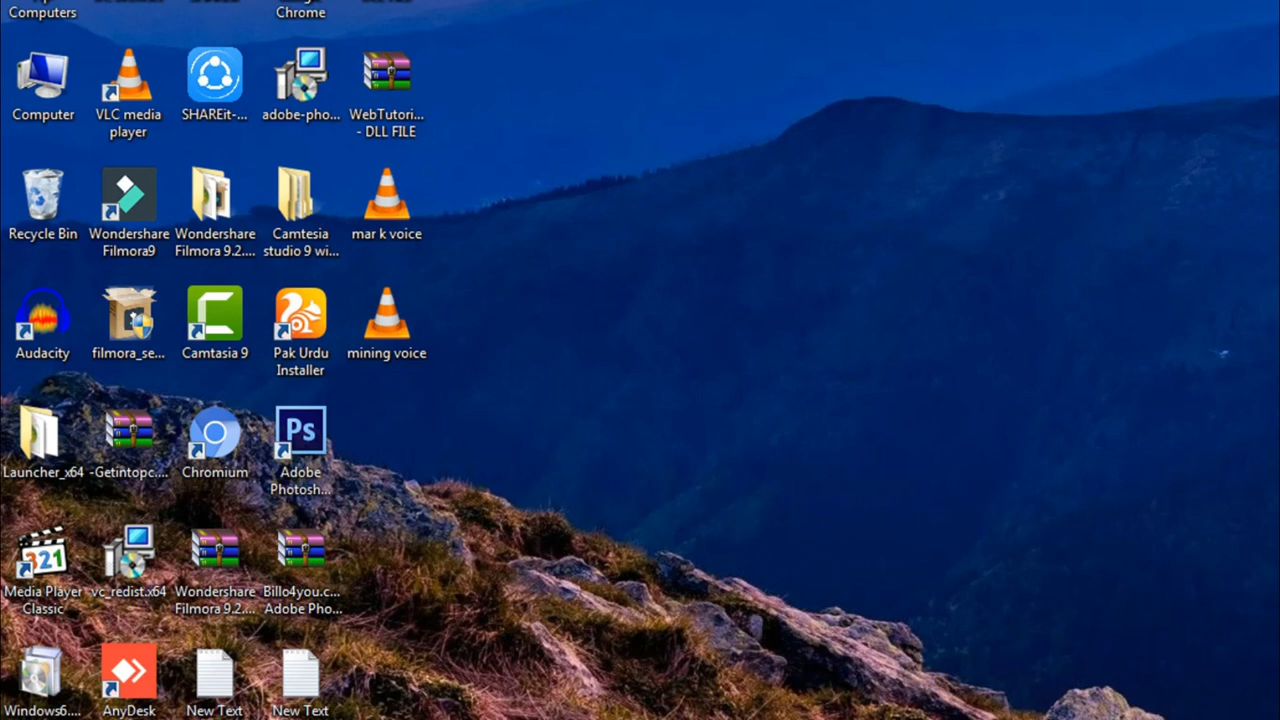 Computers
Chrome
Computer
VLC media
player
SHAREit-...
adobe-pho...
WebTutori...
- DLL FILE
Recycle Bin
Wondershare
Filmora9
Wondershare
Filmora 9.2....
Camtesia
studio 9 wi...
mar k voice
Audacity
filmora_se...
Camtasia 9
Pak Urdu
Installer
mining voice
Launcher_x64
-Getintopc....
Chromium
Ps
Adobe
Photosh...
321
Media Player
Classic
vc_redist.x64
Wondershare
Filmora 9.2....
Billo4you.c...
Adobe Pho...
Windows6....
AnyDesk
New Text
New Text